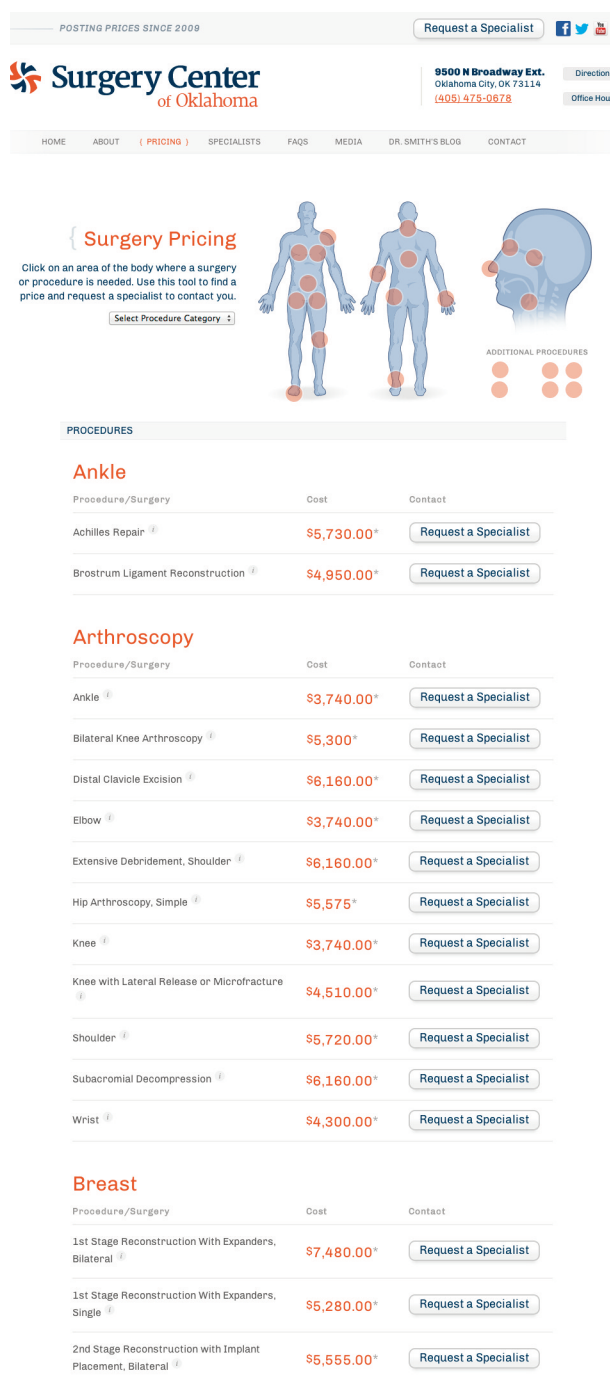 POSTING PRICES SINCE 2009
Request a Specialist
f
You
Tube
Surgery Center
of Oklahoma
9500 N Broadway Ext.
Oklahoma City, OK 73114
(405) 475-0678
Direction
Office Hou
HOME ABOUT { PRICING } SPECIALISTS FAQS MEDIA DR. SMITH'S BLOG CONTACT
{ Surgery Pricing
Click on an area of the body where a surgery
or procedure is needed. Use this tool to find a
price and request a specialist to contact you.
Select Procedure Category
ADDITIONAL PROCEDURES
PROCEDURES
Ankle
Procedure/Surgery Cost Contact
Achilles Repair i $5,730.00* Request a Specialist
Brostrum Ligament Reconstruction i $4,950.00* Request a Specialist
Arthroscopy
Procedure/Surgery Cost Contact
Ankle i $3,740.00* Request a Specialist
Bilateral Knee Arthroscopy i $5,300* Request a Specialist
Distal Clavicle Excision i $6,160.00* Request a Specialist
Elbow i $3,740.00* Request a Specialist
Extensive Debridement, Shoulder i $6,160.00* Request a Specialist
Hip Arthroscopy, Simple i $5,575* Request a Specialist
Knee i $3,740.00* Request a Specialist
Knee with Lateral Release or Microfracture
i $4,510.00* Request a Specialist
Shoulder i $5,720.00* Request a Specialist
Subacromial Decompression i $6,160.00* Request a Specialist
Wrist i $4,300.00* Request a Specialist
Breast
Procedure/Surgery Cost Contact
1st Stage Reconstruction With Expanders,
Bilateral i $7,480.00* Request a Specialist
1st Stage Reconstruction With Expanders,
Single i $5,280.00* Request a Specialist
2nd Stage Reconstruction with Implant
Placement, Bilateral i $5,555.00* Request a Specialist